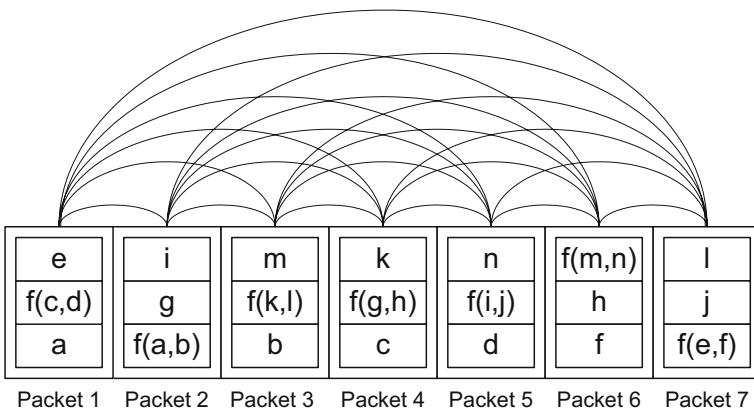 e i m k n f(m,n) l
f(c,d) g f(k,l) f(g,h) f(i,j) h j
a f(a,b) b c d f f(e,f)
Packet 1 Packet 2 Packet 3 Packet 4 Packet 5 Packet 6 Packet 7